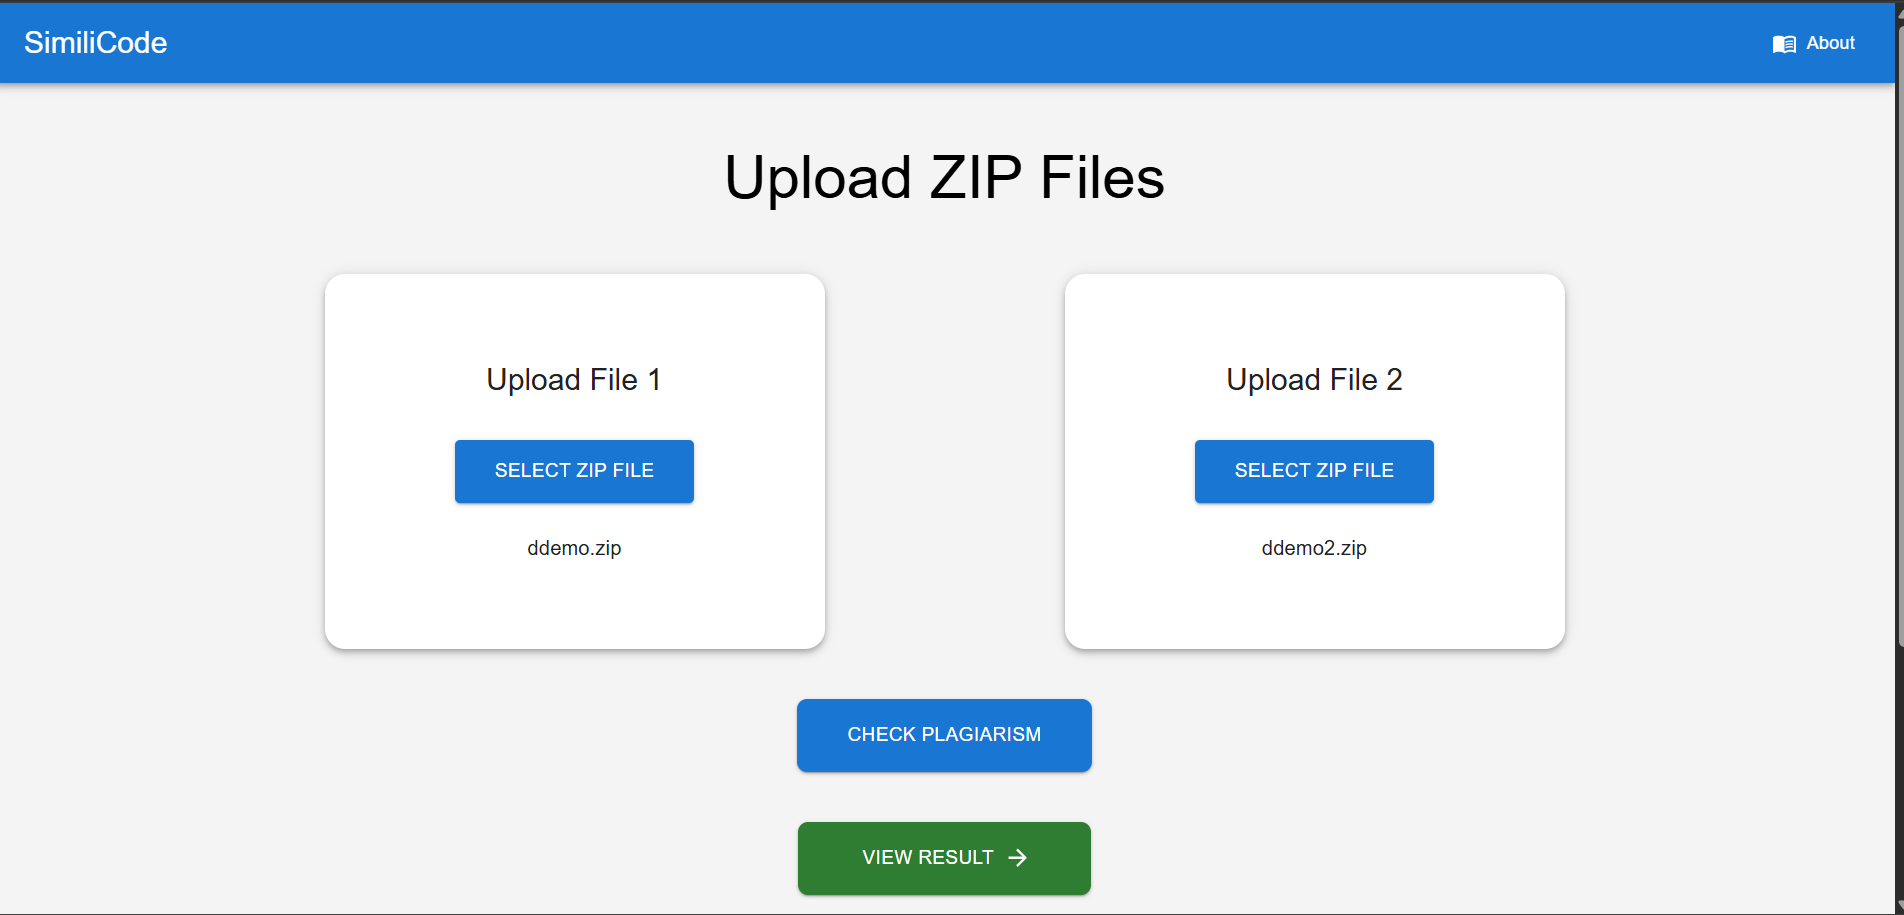 SimiliCode
About
Upload ZIP Files
Upload File 1
SELECT ZIP FILE
ddemo.zip
Upload File 2
SELECT ZIP FILE
ddemo2.zip
CHECK PLAGIARISM
VIEW RESULT